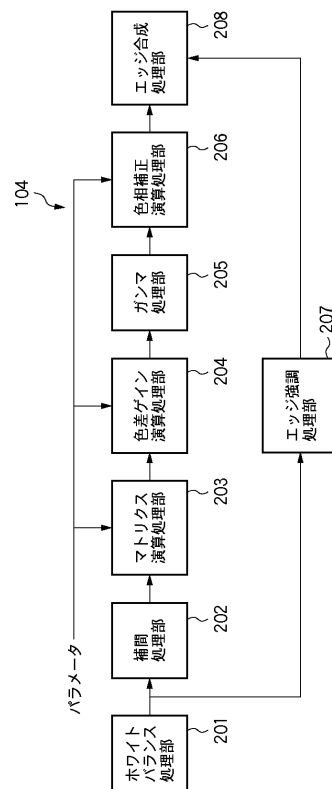 104
パラメータ
ホワイト
バランス
処理部
201
補間
処理部
202
マトリクス
演算処理部
203
色差ゲイン
演算処理部
204
ガンマ
処理部
205
色相補正
演算処理部
206
エッジ合成
処理部
208
エッジ強調
処理部
207